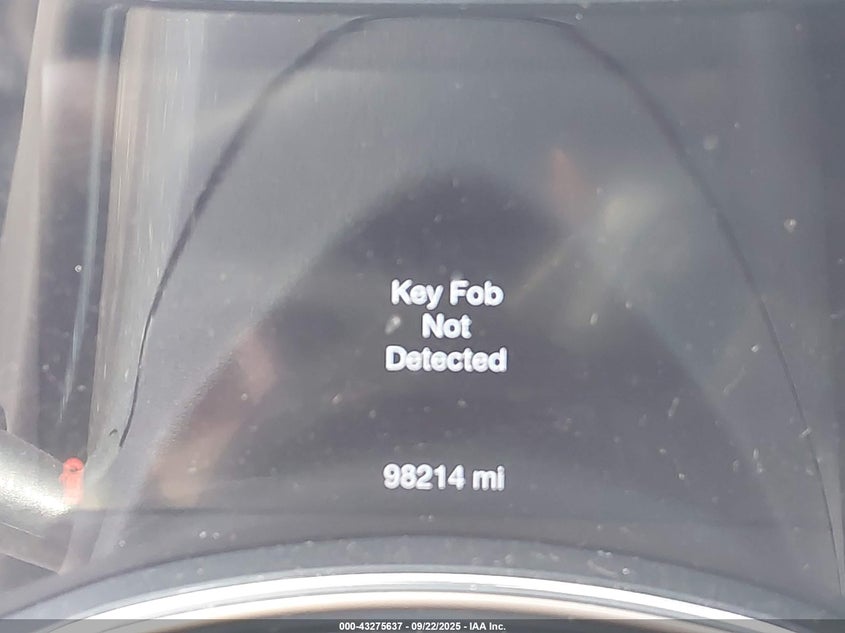 Key Fob
Not
Detected
98214 mi
000-43275637 - 09/22/2025 - IAA Inc.